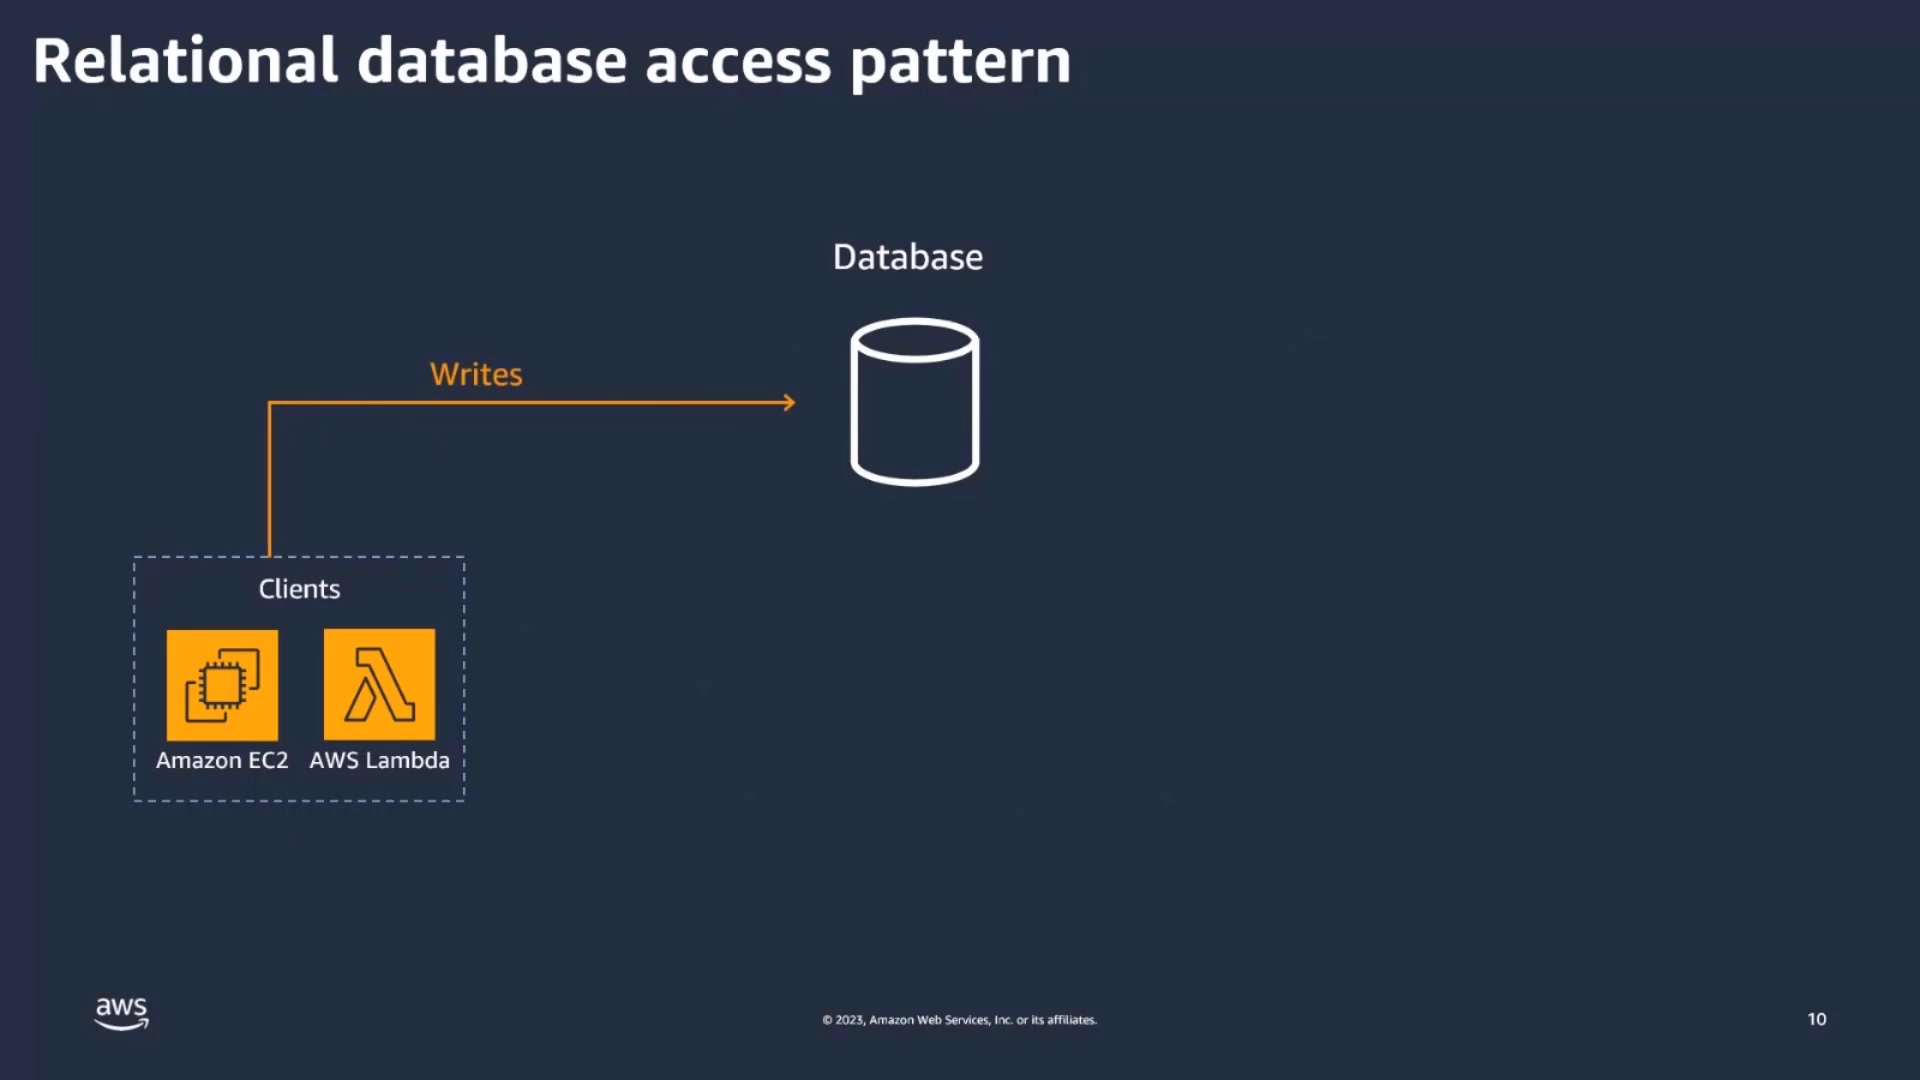 Relational database access pattern
Database
Writes
Clients
Amazon EC2 AWS Lambda
aws
© 2023, Amazon Web Services, Inc. or its affiliates.
10